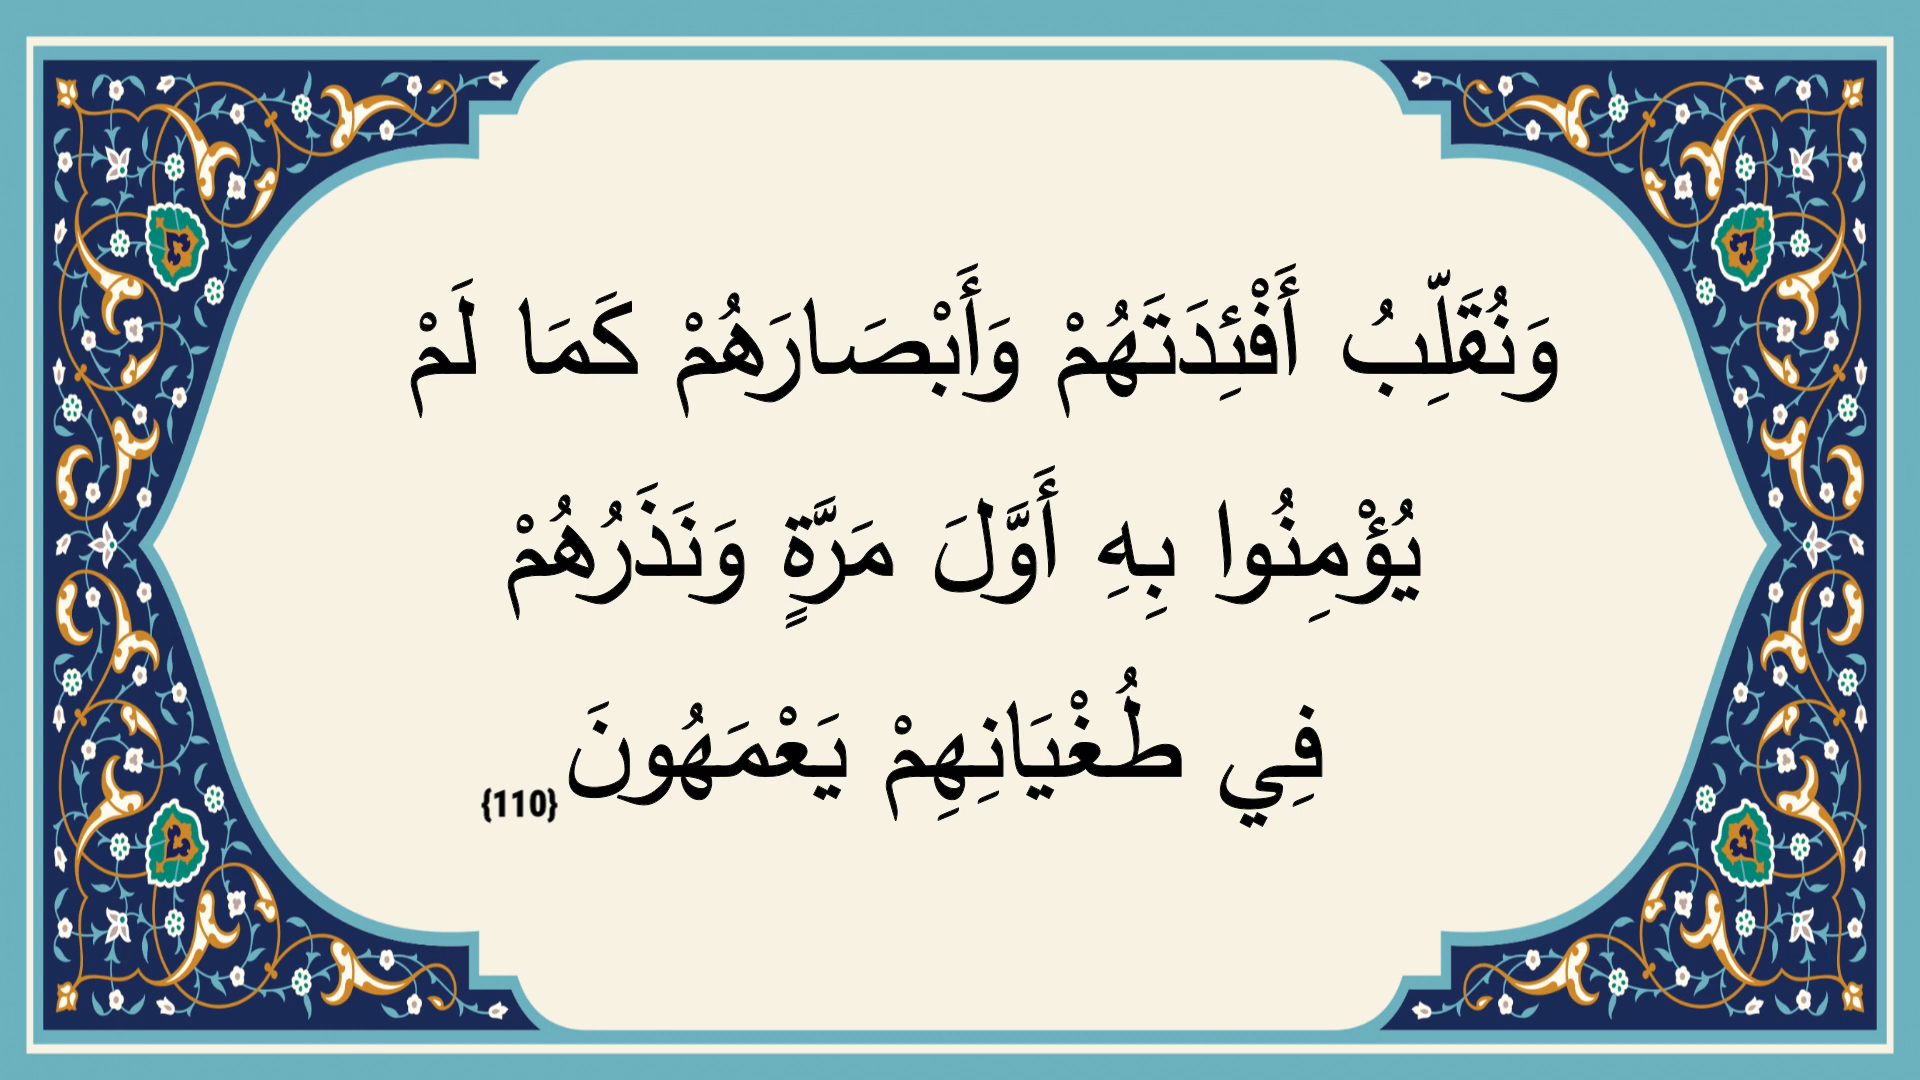 وَنُقَلِّبُ أَفْئِدَتَهُمْ وَأَبْصَارَهُمْ كَمَا لَمْ
يُؤْمِنُوا بِهِ أَوَّلَ مَرَّةٍ وَنَذَرُهُمْ
فِي طُغْيَانِهِمْ يَعْمَهُونَ {110}